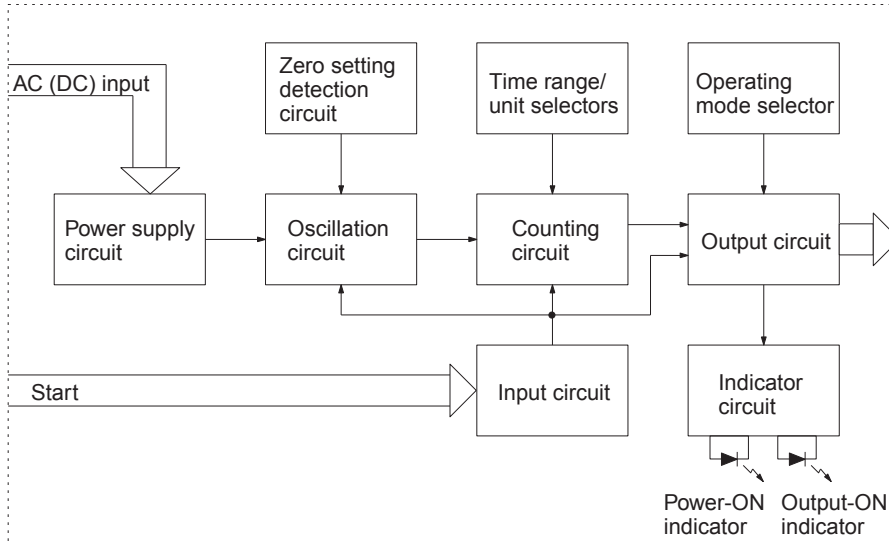 AC (DC) input
Zero setting
detection
circuit
Time range/
unit selectors
Operating
mode selector
Power supply
circuit
Oscillation
circuit
Counting
circuit
Output circuit
Start
Input circuit
Indicator
circuit
Power-ON
indicator
Output-ON
indicator